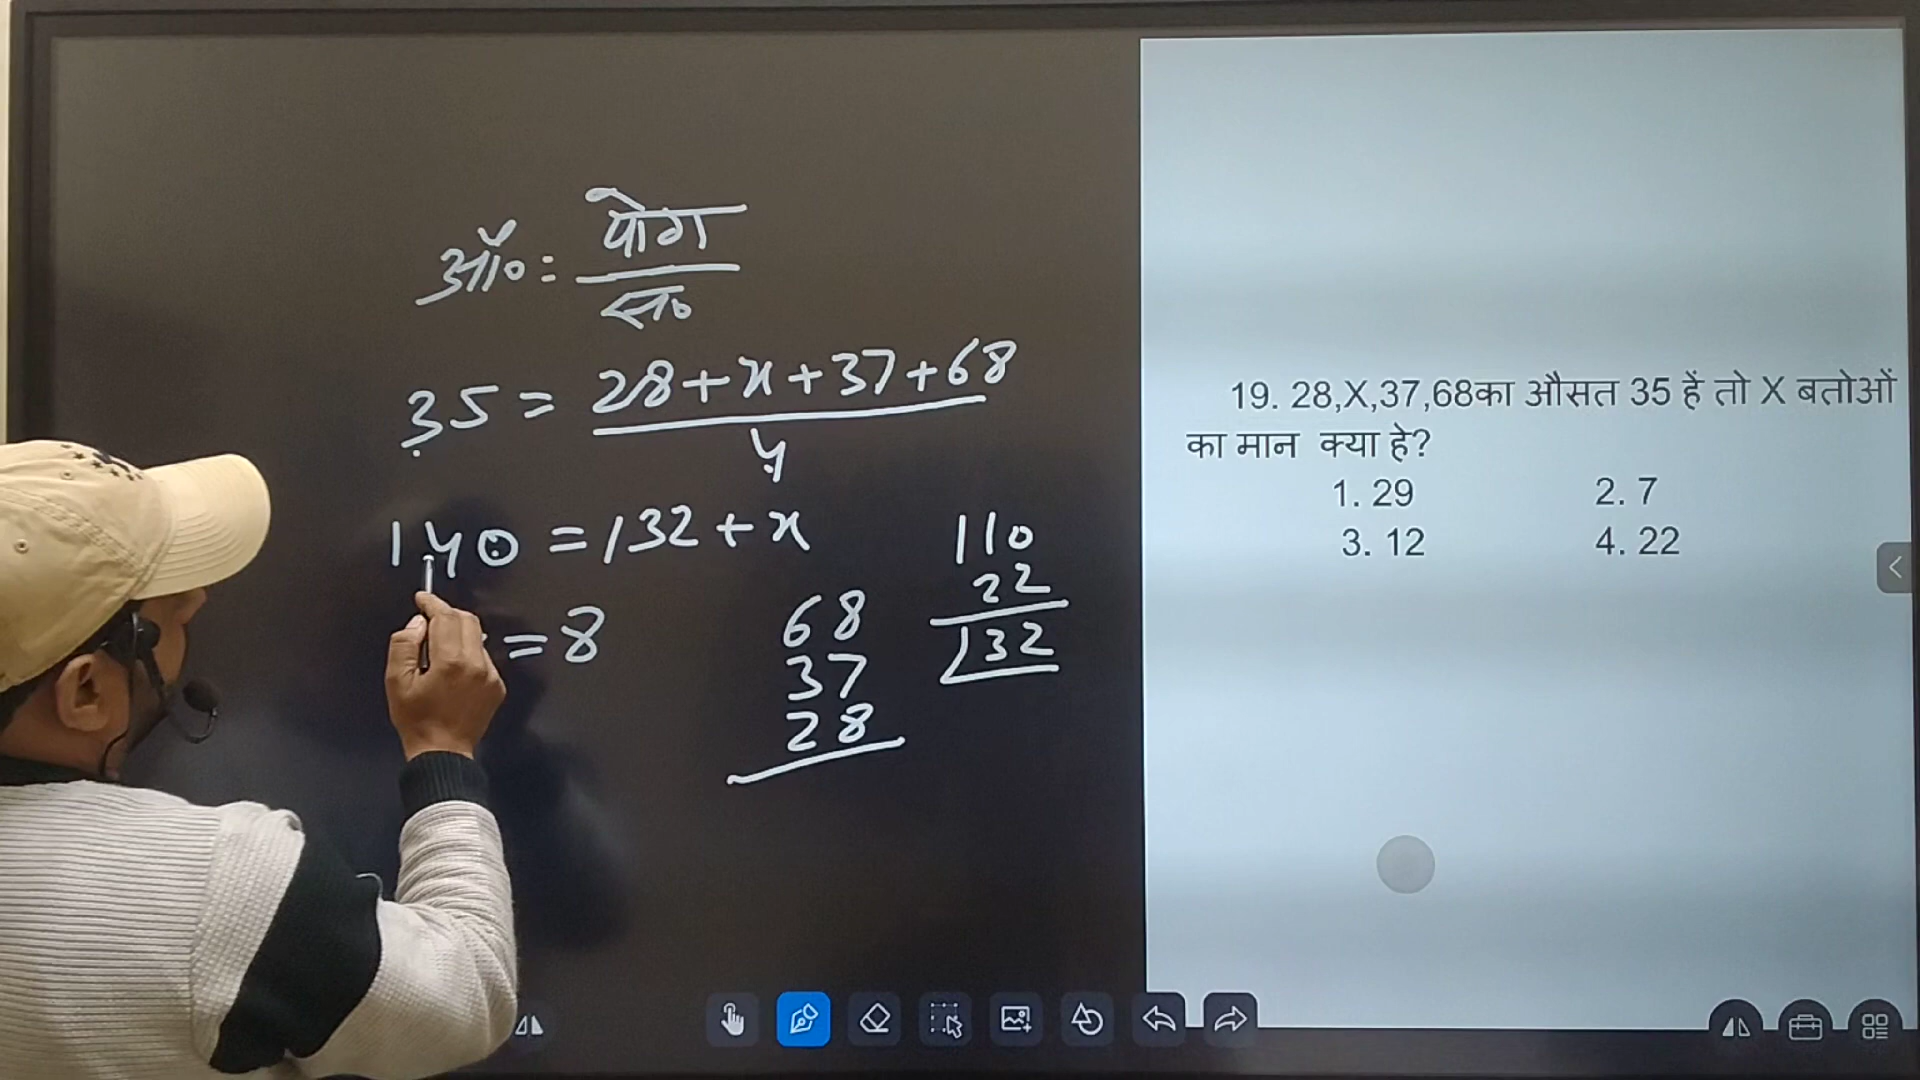 औ० = योग / सं०
35 = 28+x+37+68 / 4
140 = 132 + x
= 8
68
37
28
110
22
132
19. 28,X,37,68का औसत 35 हें तो X बतोओं
का मान क्या हे?
1. 29 2. 7
3. 12 4. 22